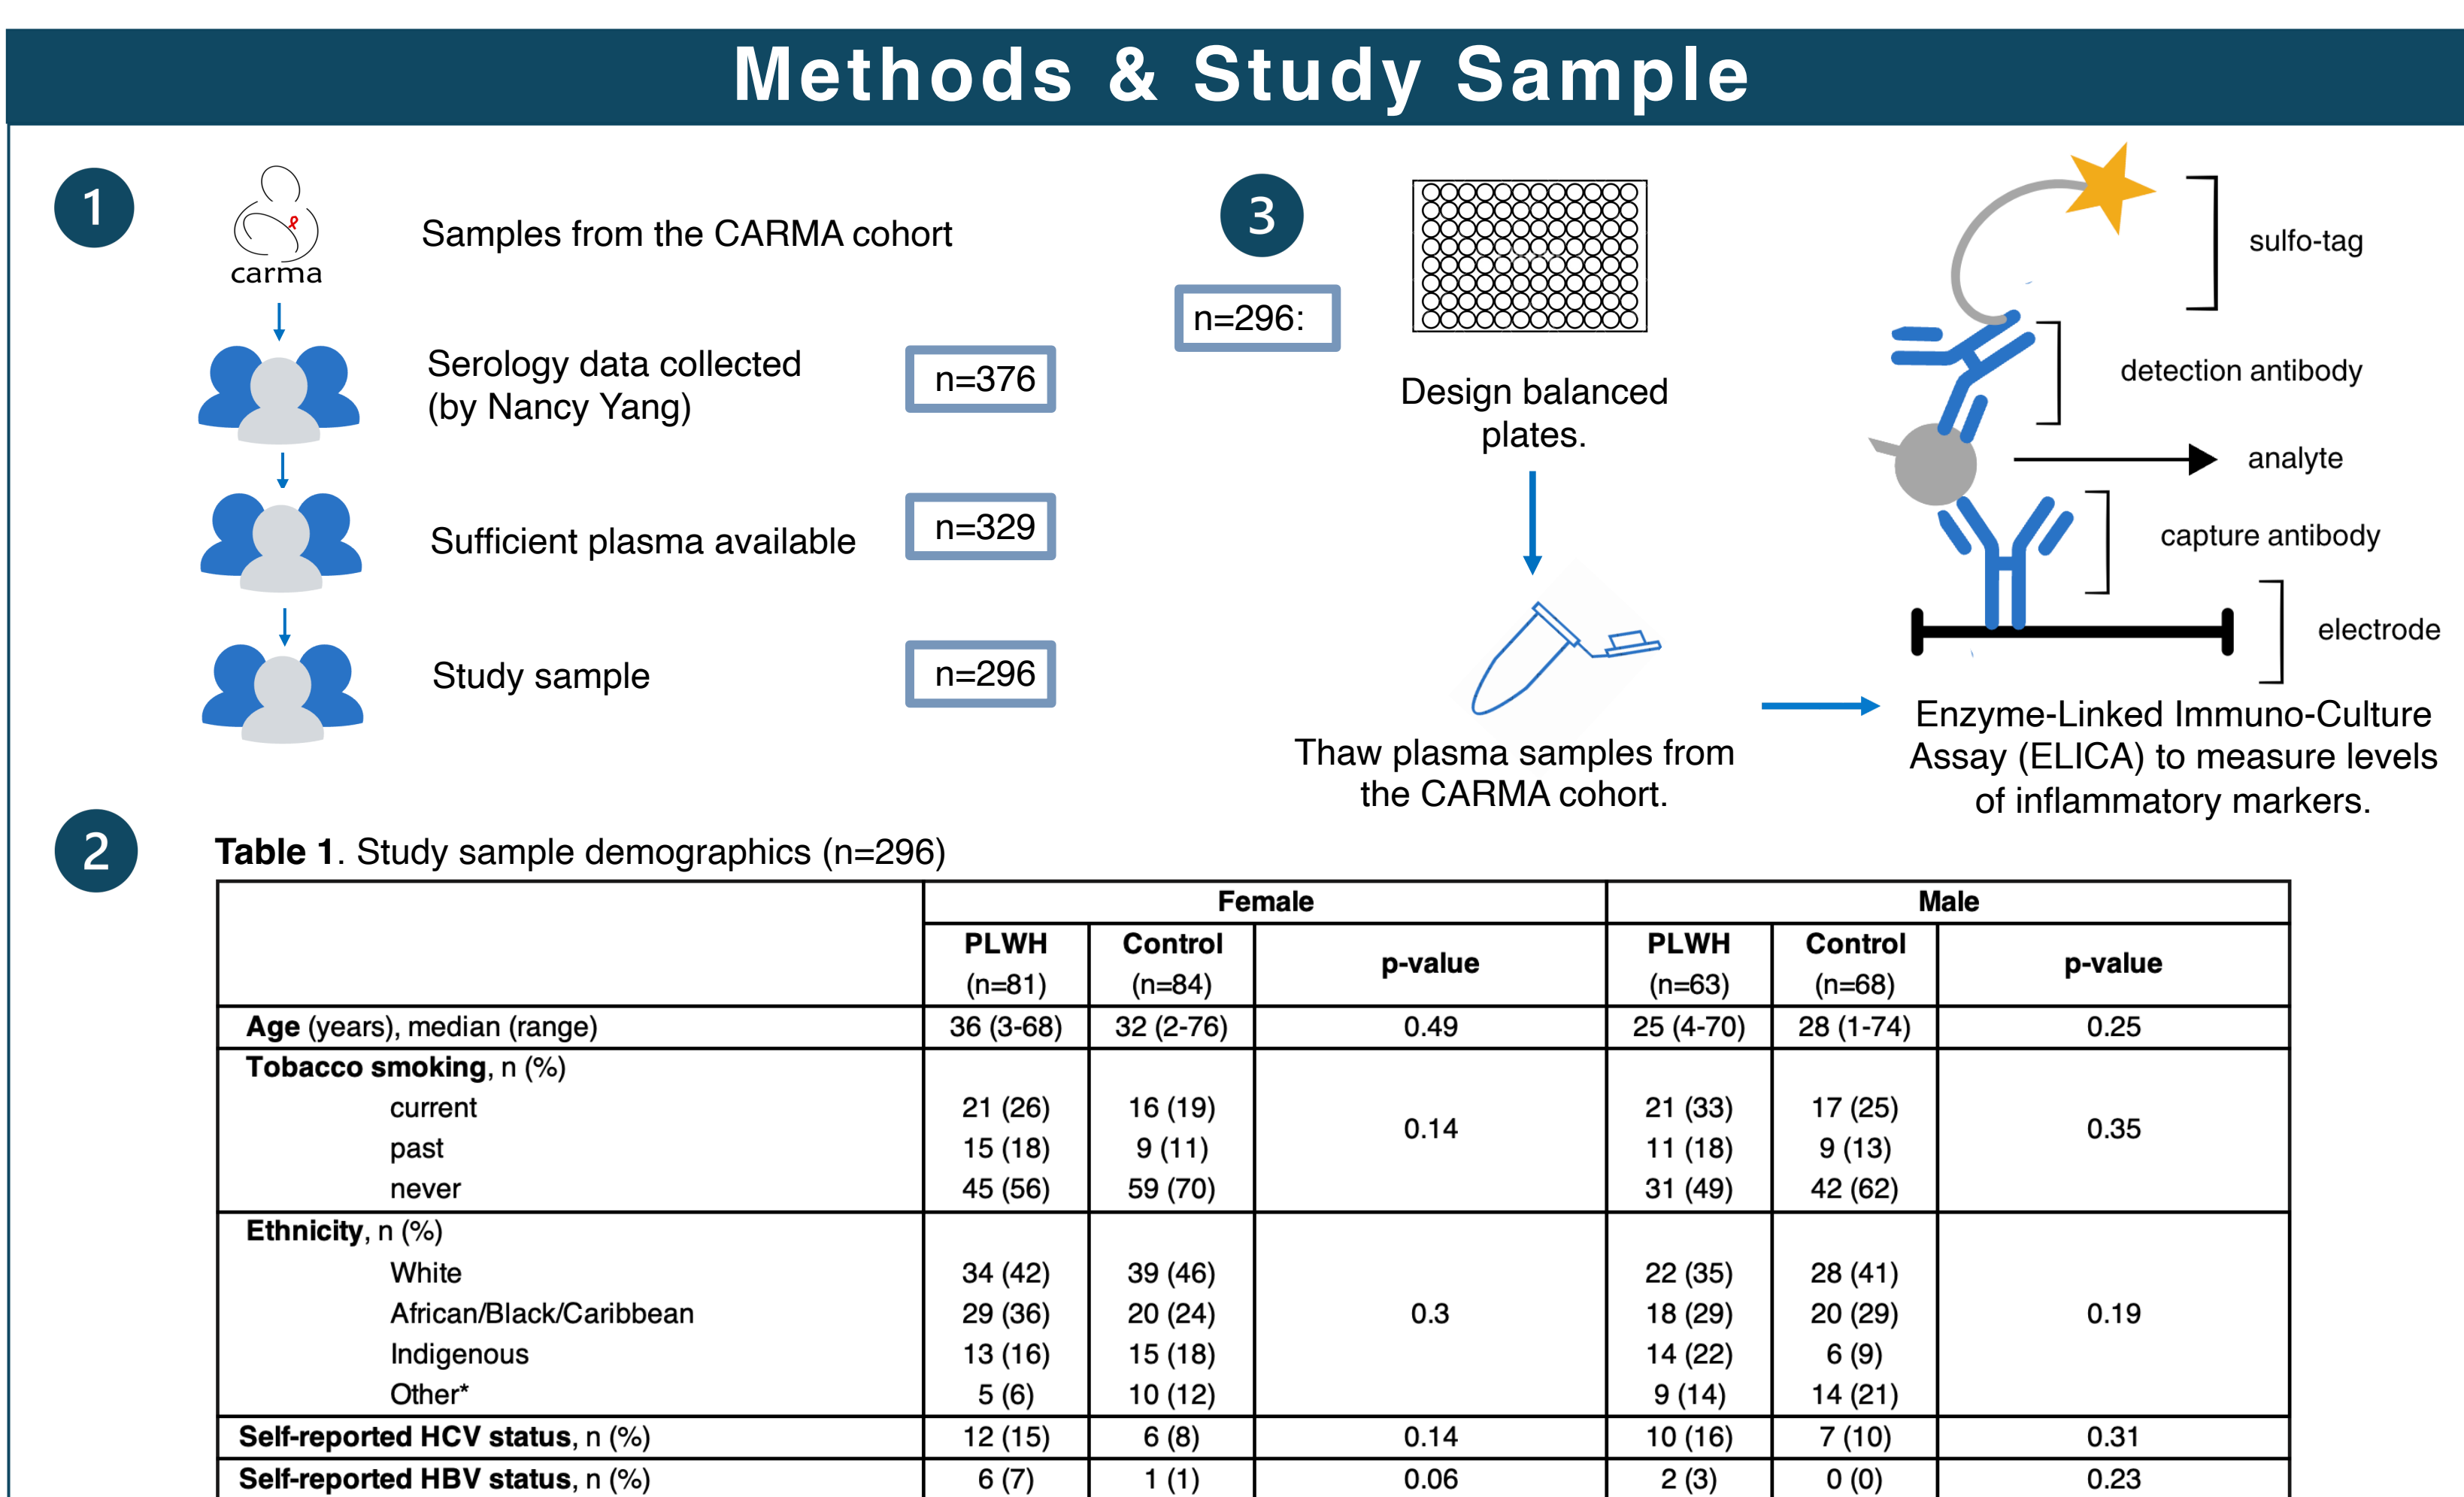 Methods & Study Sample
1
carma
Samples from the CARMA cohort
Serology data collected
(by Nancy Yang)
n=376
Sufficient plasma available
n=329
Study sample
n=296
3
n=296:
Design balanced
plates.
Thaw plasma samples from
the CARMA cohort.
sulfo-tag
detection antibody
analyte
capture antibody
electrode
Enzyme-Linked Immuno-Culture
Assay (ELICA) to measure levels
of inflammatory markers.
2
Table 1. Study sample demographics (n=296)
Female Male
PLWH (n=81) Control (n=84) p-value PLWH (n=63) Control (n=68) p-value
Age (years), median (range) 36 (3-68) 32 (2-76) 0.49 25 (4-70) 28 (1-74) 0.25
Tobacco smoking, n (%) 0.14 0.35
current 21 (26) 16 (19) 21 (33) 17 (25)
past 15 (18) 9 (11) 11 (18) 9 (13)
never 45 (56) 59 (70) 31 (49) 42 (62)
Ethnicity, n (%)
White 34 (42) 39 (46) 22 (35) 28 (41)
African/Black/Caribbean 29 (36) 20 (24) 0.3 18 (29) 20 (29) 0.19
Indigenous 13 (16) 15 (18) 14 (22) 6 (9)
Other* 5 (6) 10 (12) 9 (14) 14 (21)
Self-reported HCV status, n (%) 12 (15) 6 (8) 0.14 10 (16) 7 (10) 0.31
Self-reported HBV status, n (%) 6 (7) 1 (1) 0.06 2 (3) 0 (0) 0.23